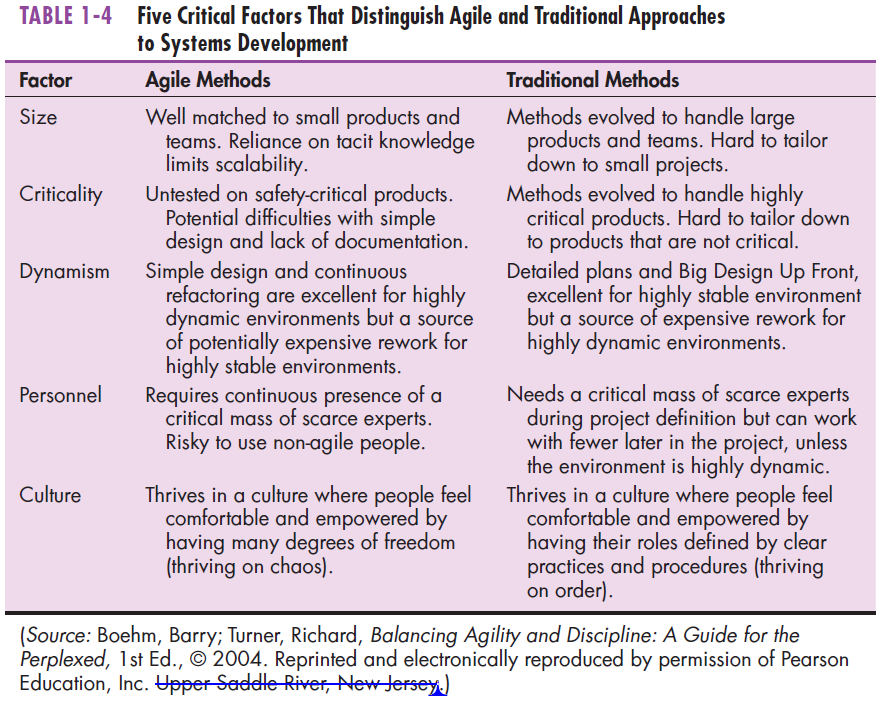 TABLE 1-4 Five Critical Factors That Distinguish Agile and Traditional Approaches
to Systems Development
Factor Agile Methods Traditional Methods
Size Well matched to small products and Methods evolved to handle large
teams. Reliance on tacit knowledge products and teams. Hard to tailor
limits scalability. down to small projects.
Criticality Untested on safety-critical products. Methods evolved to handle highly
Potential difficulties with simple critical products. Hard to tailor down
design and lack of documentation. to products that are not critical.
Dynamism Simple design and continuous Detailed plans and Big Design Up Front,
refactoring are excellent for highly excellent for highly stable environment
dynamic environments but a source but a source of expensive rework for
of potentially expensive rework for highly dynamic environments.
highly stable environments.
Personnel Requires continuous presence of a Needs a critical mass of scarce experts
critical mass of scarce experts. during project definition but can work
Risky to use non-agile people. with fewer later in the project, unless
the environment is highly dynamic.
Culture Thrives in a culture where people feel Thrives in a culture where people feel
comfortable and empowered by comfortable and empowered by
having many degrees of freedom having their roles defined by clear
(thriving on chaos). practices and procedures (thriving
on order).
(Source: Boehm, Barry; Turner, Richard, Balancing Agility and Discipline: A Guide for the
Perplexed, 1st Ed., © 2004. Reprinted and electronically reproduced by permission of Pearson
Education, Inc. Upper Saddle River, New Jersey.)